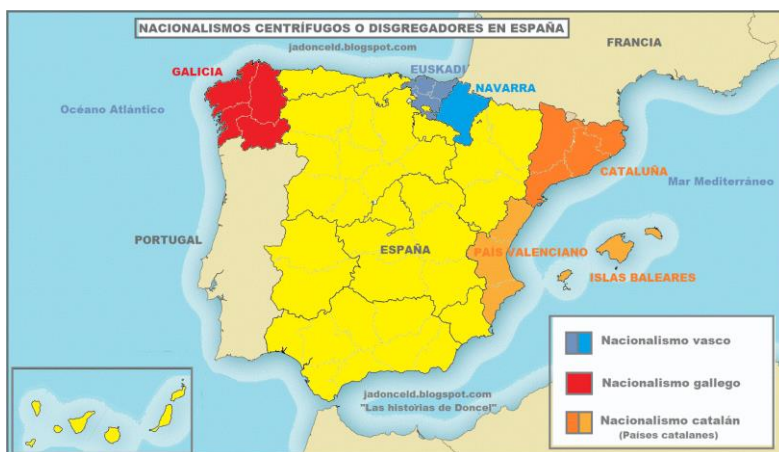 NACIONALISMOS CENTRÍFUGOS O DISGREGADORES EN ESPAÑA
jadonceld.blogspot.com
FRANCIA
GALICIA
EUSKADI
NAVARRA
Océano Atlántico
CATALUÑA
Mar Mediterráneo
PORTUGAL
ESPAÑA
PAÍS VALENCIANO
ISLAS BALEARES
Nacionalismo vasco
Nacionalismo gallego
Nacionalismo catalán
(Países catalanes)
jadonceld.blogspot.com
"Las historias de Doncel"